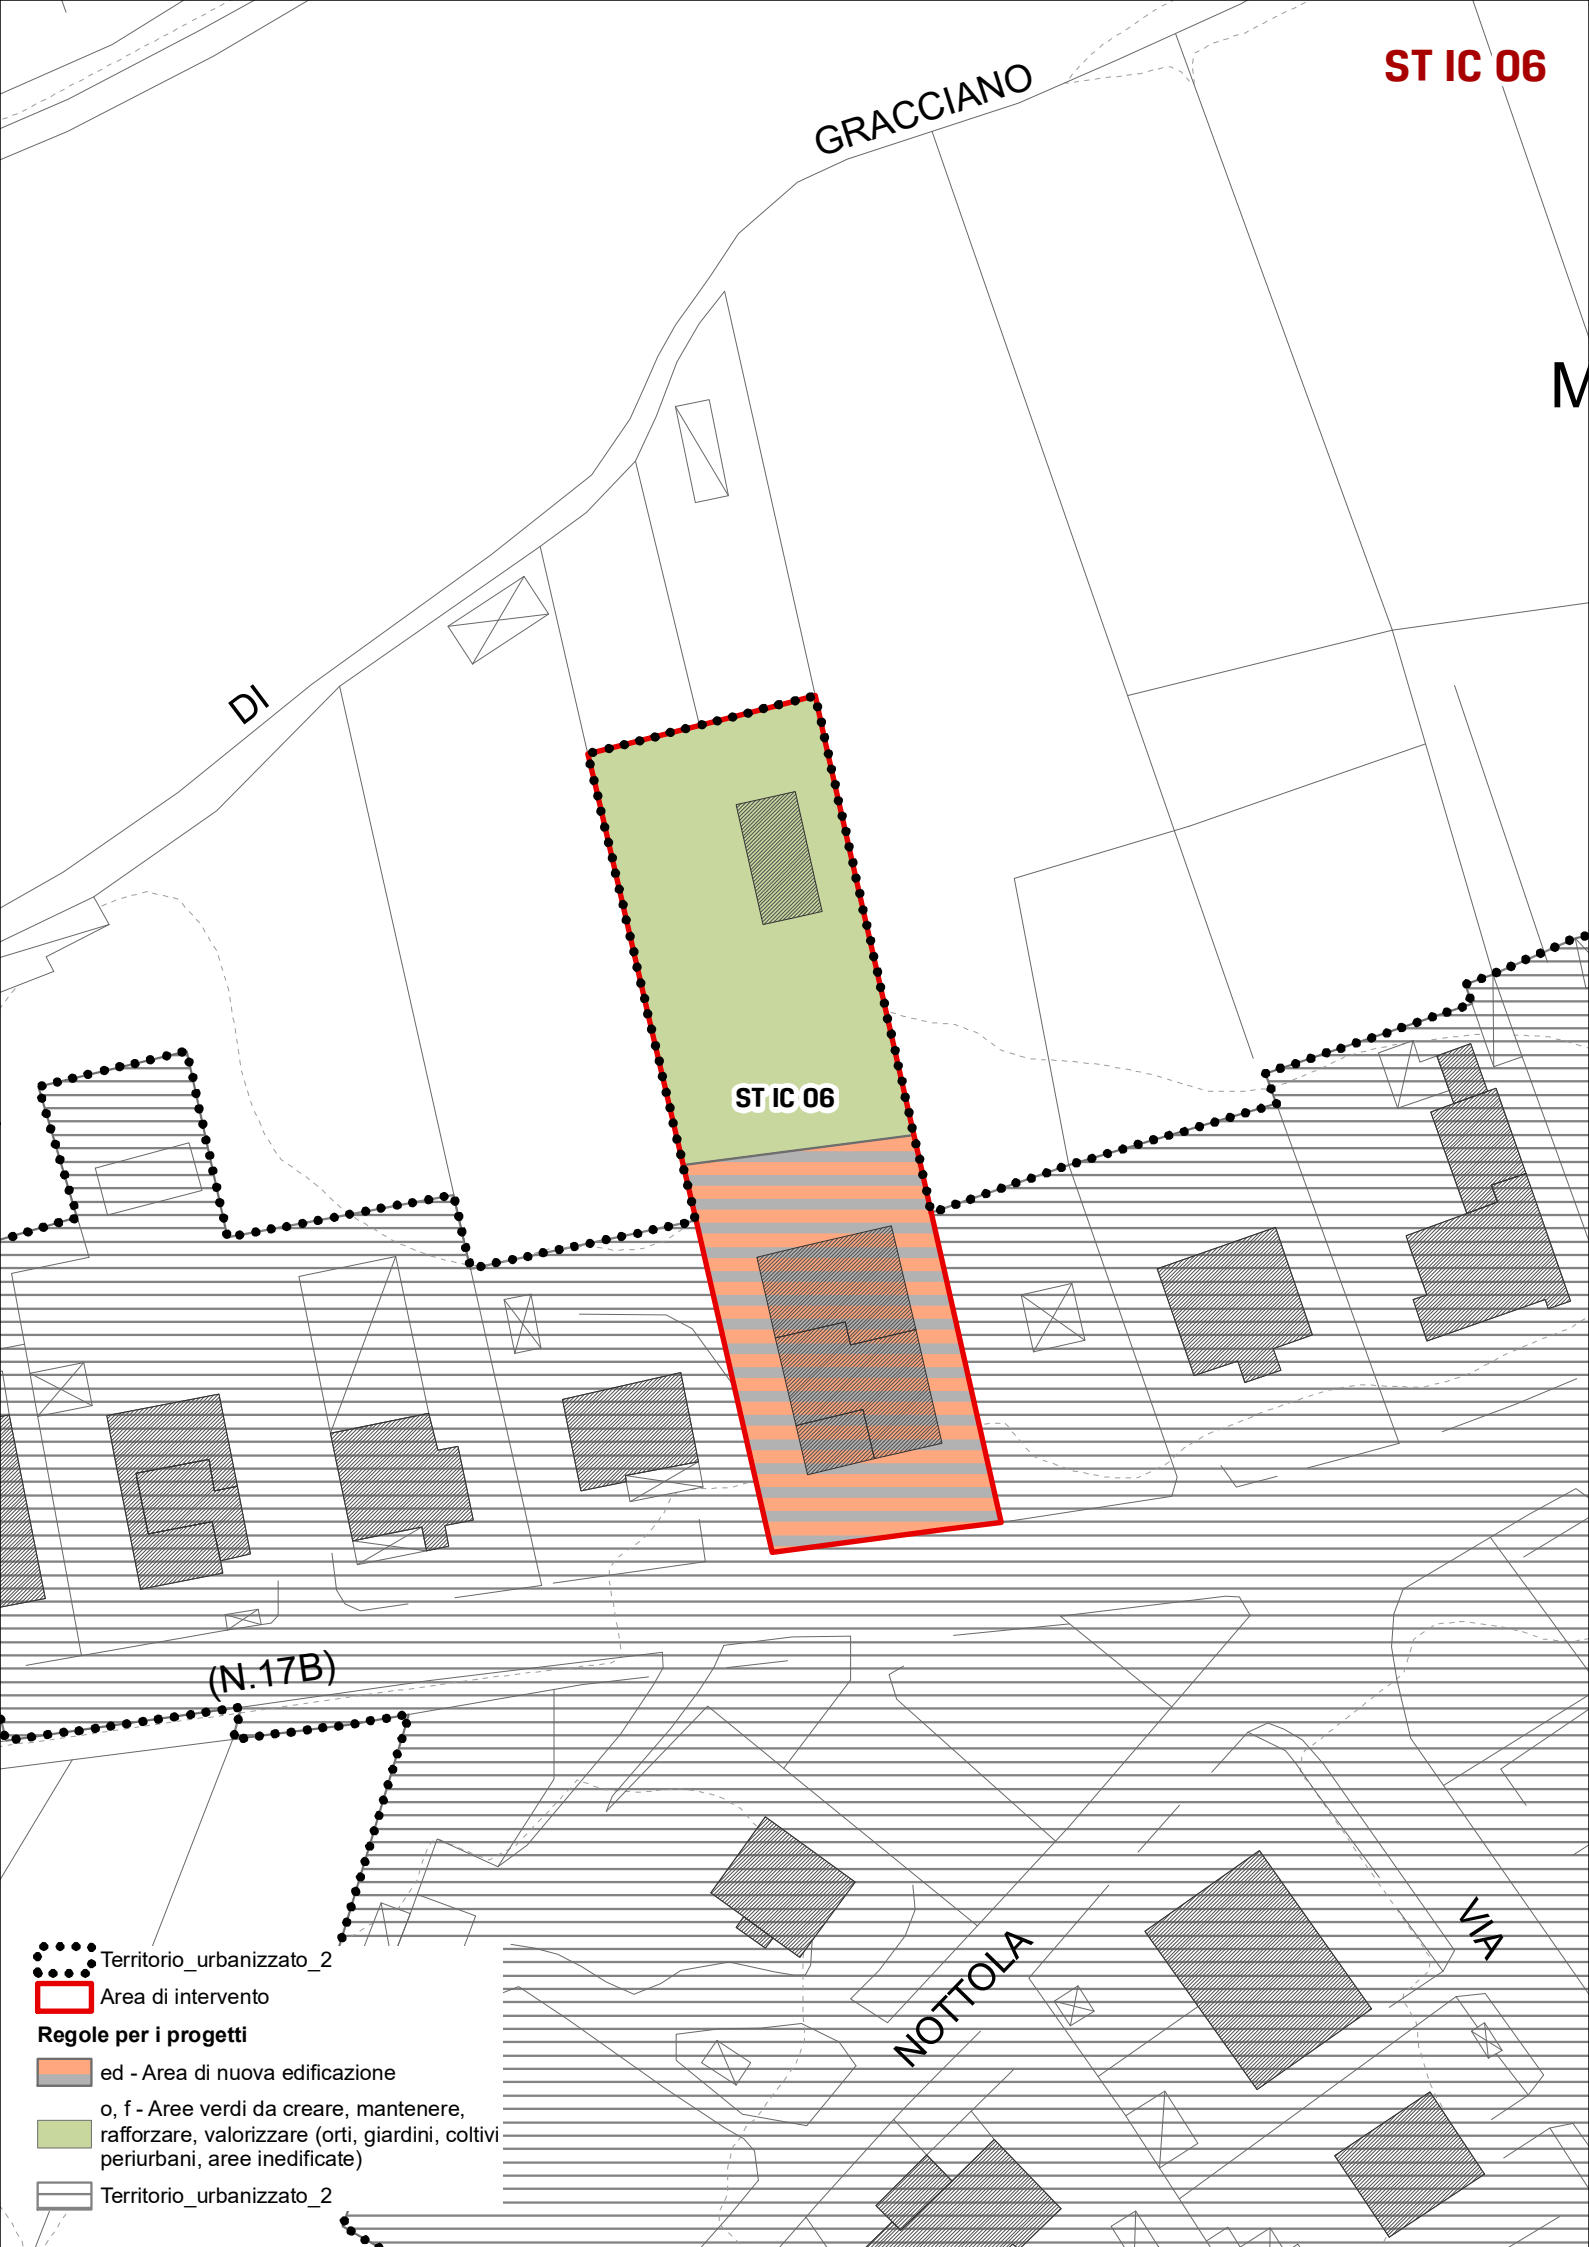 ST IC 06
GRACCIANO
M
DI
ST IC 06
(N.17B)
VIA
NOTTOLA
Territorio_urbanizzato_2
Area di intervento
Regole per i progetti
ed - Area di nuova edificazione
o, f - Aree verdi da creare, mantenere,
rafforzare, valorizzare (orti, giardini, coltivi
periurbani, aree inedificate)
Territorio_urbanizzato_2